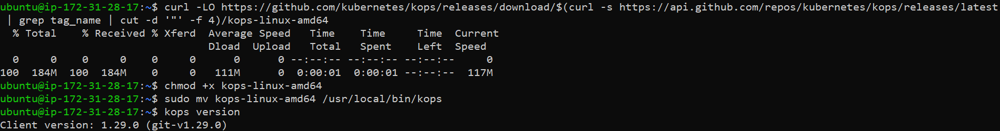 ubuntu@ip-172-31-28-17:~$ curl -LO https://github.com/kubernetes/kops/releases/download/$(curl -s https://api.github.com/repos/kubernetes/kops/releases/latest
 | grep tag_name | cut -d '"' -f 4)/kops-linux-amd64
  % Total    % Received % Xferd  Average Speed   Time    Time     Time  Current
                                 Dload  Upload   Total   Spent    Left  Speed
  0     0    0     0    0     0      0      0 --:--:-- --:--:-- --:--:--     0
100  184M  100  184M    0     0   111M      0  0:00:01  0:00:01 --:--:--  117M
ubuntu@ip-172-31-28-17:~$ chmod +x kops-linux-amd64
ubuntu@ip-172-31-28-17:~$ sudo mv kops-linux-amd64 /usr/local/bin/kops
ubuntu@ip-172-31-28-17:~$ kops version
Client version: 1.29.0 (git-v1.29.0)